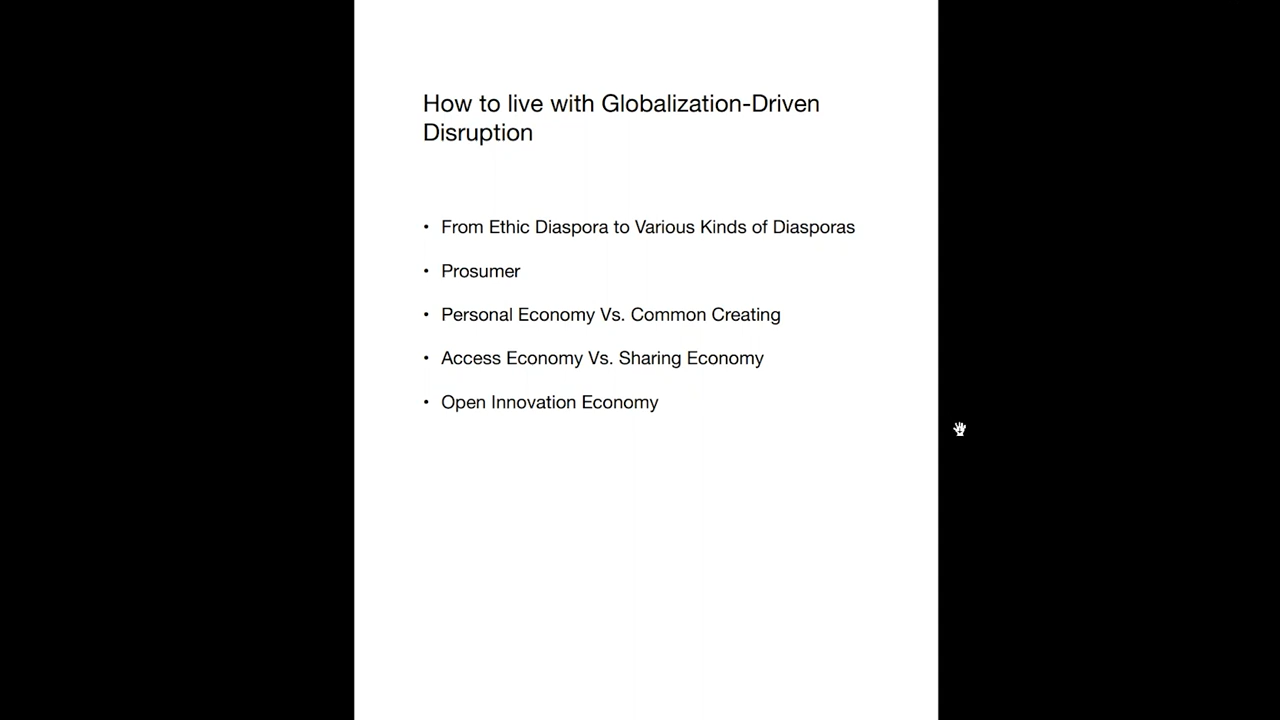 How to live with Globalization-Driven
Disruption
• From Ethic Diaspora to Various Kinds of Diasporas
• Prosumer
• Personal Economy Vs. Common Creating
• Access Economy Vs. Sharing Economy
• Open Innovation Economy